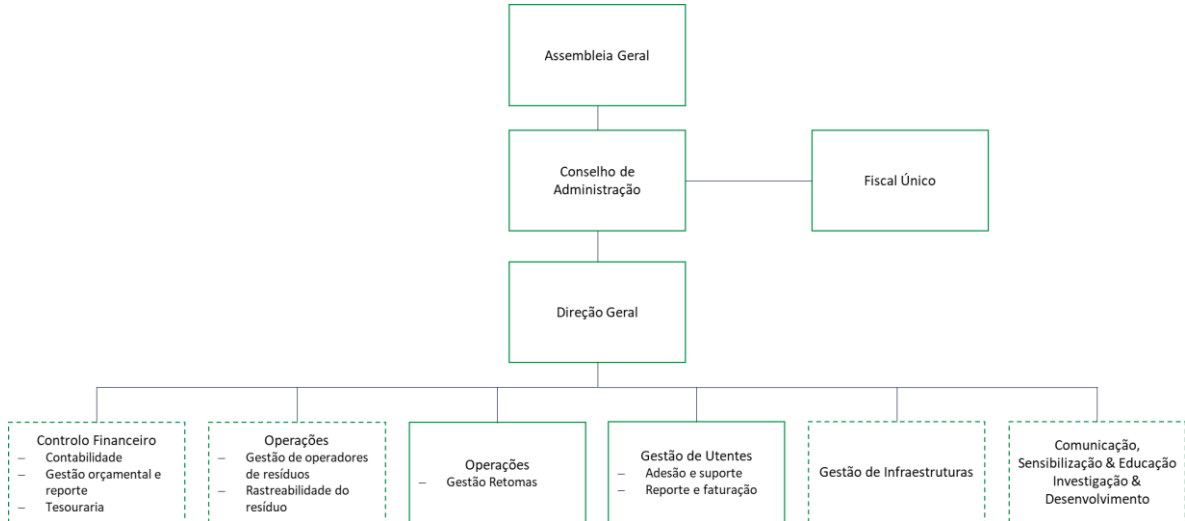 Assembleia Geral
Conselho de
Administração
Fiscal Único
Direção Geral
Controlo Financeiro
– Contabilidade
– Gestão orçamental e
reporte
– Tesouraria
Operações
– Gestão de operadores
de resíduos
– Rastreabilidade do
resíduo
Operações
– Gestão Retomas
Gestão de Utentes
– Adesão e suporte
– Reporte e faturação
Gestão de Infraestruturas
Comunicação,
Sensibilização & Educação
Investigação &
Desenvolvimento